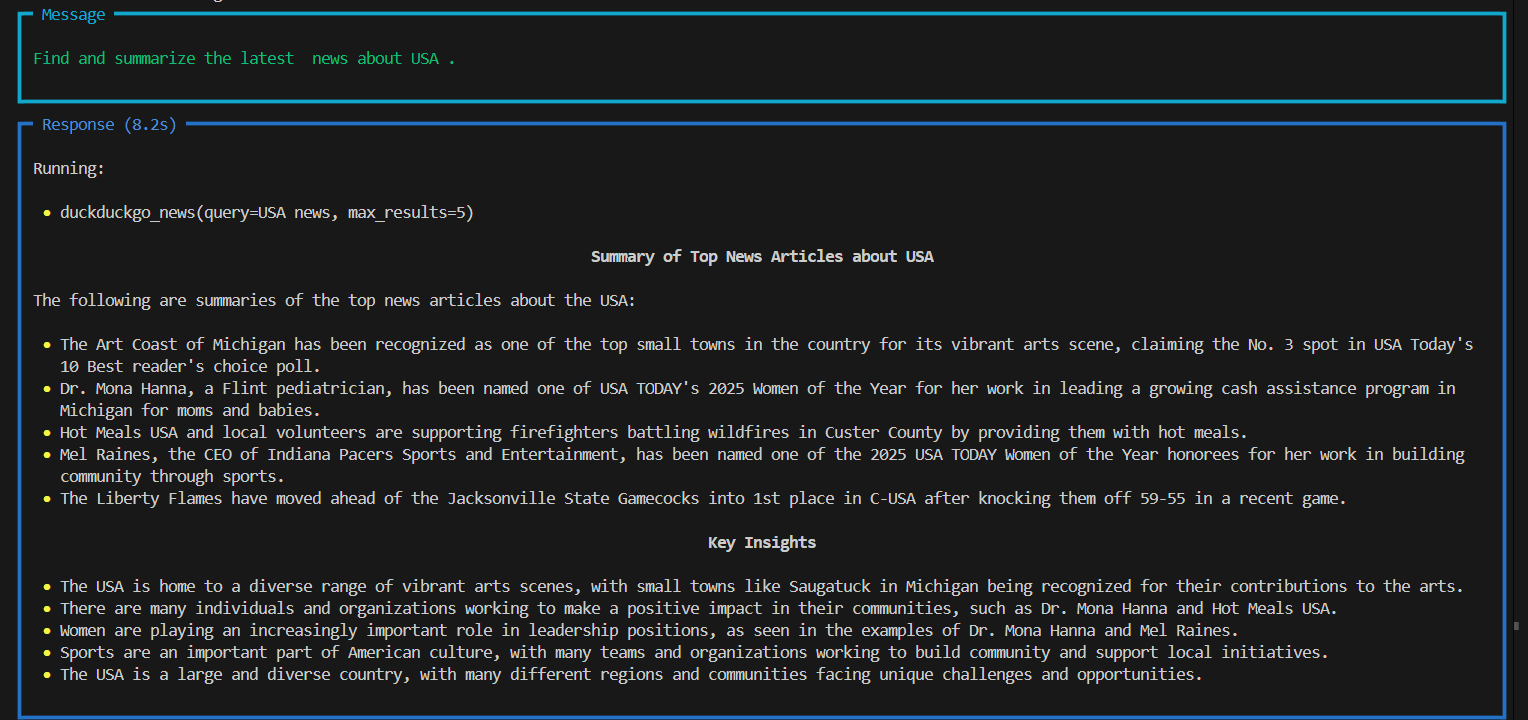 Message
Find and summarize the latest  news about USA .
Response (8.2s)
Running:
• duckduckgo_news(query=USA news, max_results=5)
Summary of Top News Articles about USA
The following are summaries of the top news articles about the USA:
• The Art Coast of Michigan has been recognized as one of the top small towns in the country for its vibrant arts scene, claiming the No. 3 spot in USA Today's
10 Best reader's choice poll.
• Dr. Mona Hanna, a Flint pediatrician, has been named one of USA TODAY's 2025 Women of the Year for her work in leading a growing cash assistance program in
Michigan for moms and babies.
• Hot Meals USA and local volunteers are supporting firefighters battling wildfires in Custer County by providing them with hot meals.
• Mel Raines, the CEO of Indiana Pacers Sports and Entertainment, has been named one of the 2025 USA TODAY Women of the Year honorees for her work in building
community through sports.
• The Liberty Flames have moved ahead of the Jacksonville State Gamecocks into 1st place in C-USA after knocking them off 59-55 in a recent game.
Key Insights
• The USA is home to a diverse range of vibrant arts scenes, with small towns like Saugatuck in Michigan being recognized for their contributions to the arts.
• There are many individuals and organizations working to make a positive impact in their communities, such as Dr. Mona Hanna and Hot Meals USA.
• Women are playing an increasingly important role in leadership positions, as seen in the examples of Dr. Mona Hanna and Mel Raines.
• Sports are an important part of American culture, with many teams and organizations working to build community and support local initiatives.
• The USA is a large and diverse country, with many different regions and communities facing unique challenges and opportunities.